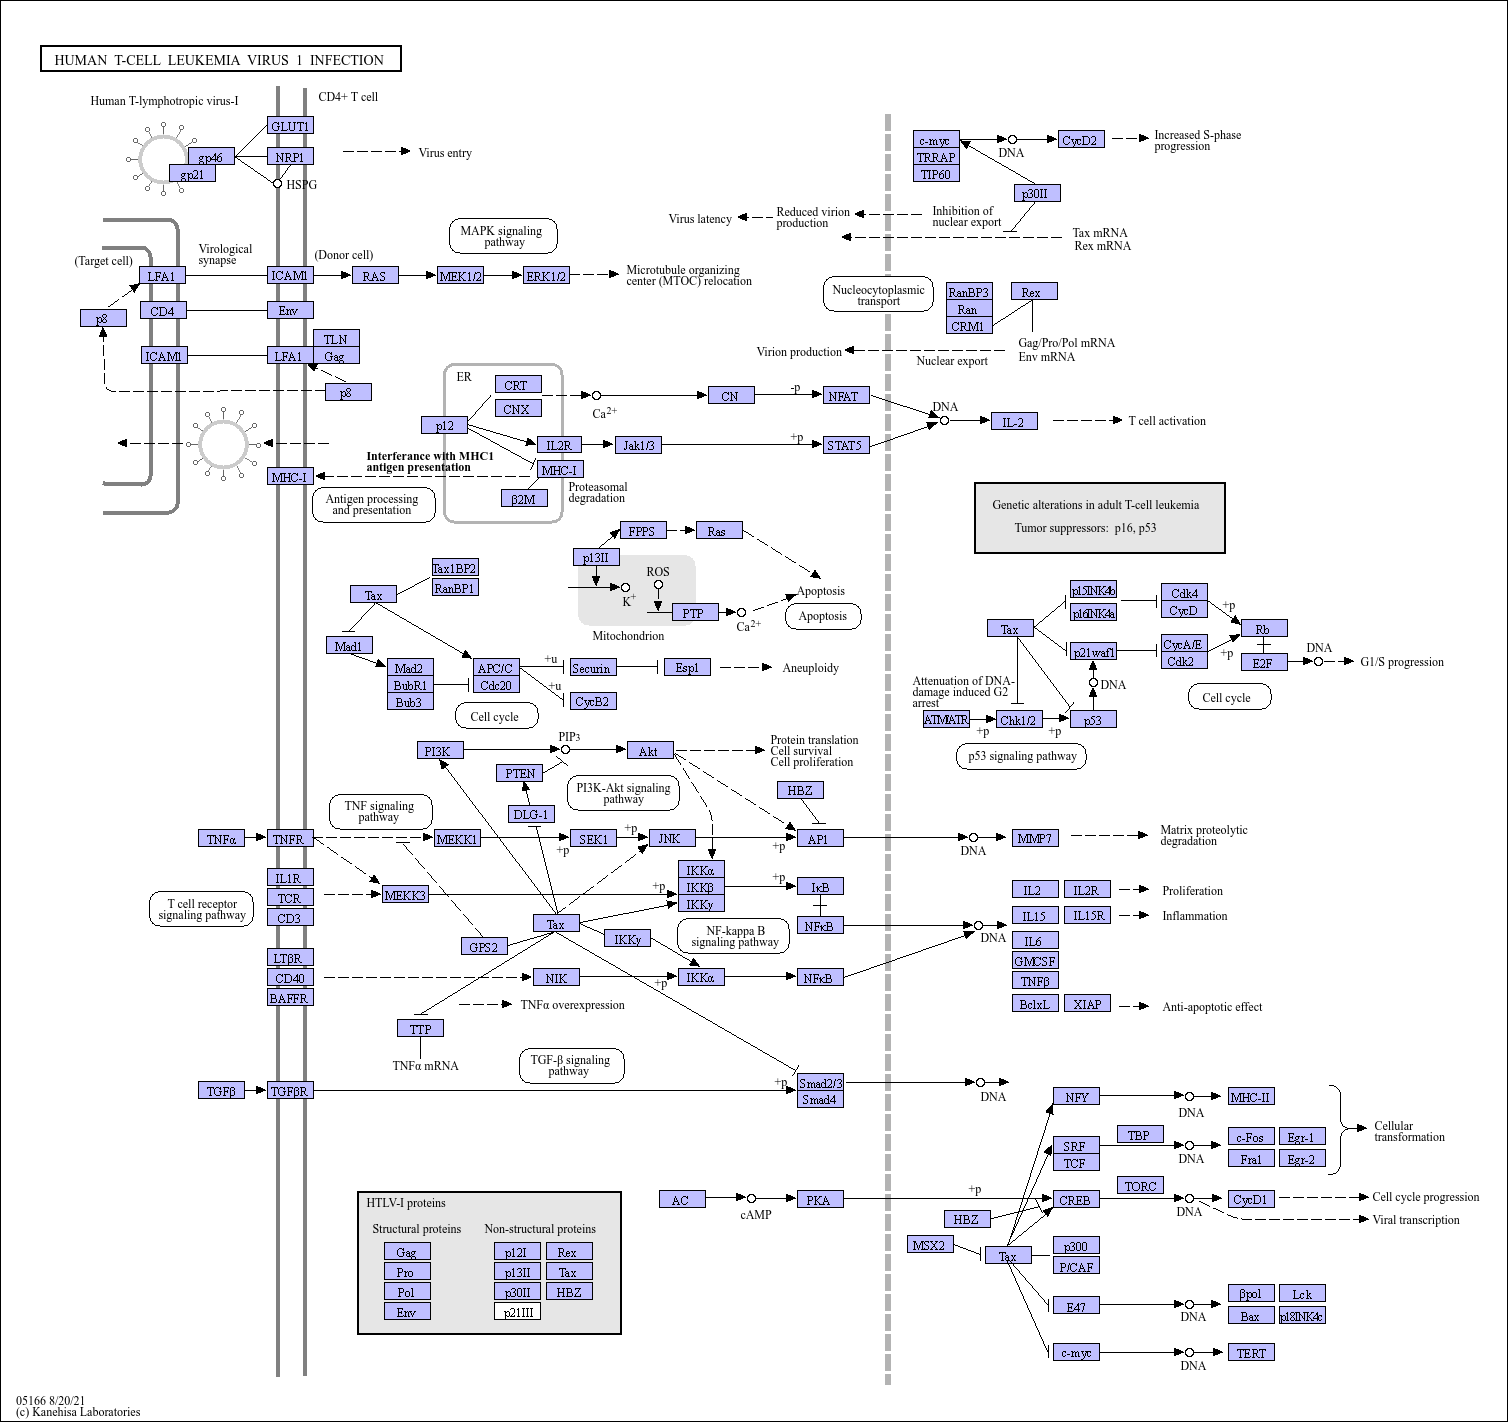 HUMAN T-CELL LEUKEMIA VIRUS 1 INFECTION
Human T-lymphotropic virus-I
CD4+ T cell
GLUT1
gp46
NRP1
gp21
HSPG
Virus entry
c-myc
TRRAP
TIP60
DNA
CycD2
Increased S-phase
progression
p30II
Virus latency
Reduced virion
production
Inhibition of
nuclear export
Tax mRNA
Rex mRNA
(Target cell)
Virological
synapse
(Donor cell)
MAPK signaling
pathway
LFA1
ICAM1
RAS
MEK1/2
ERK1/2
Microtubule organizing
center (MTOC) relocation
p8
CD4
Env
TLN
ICAM1
LFA1
Gag
p8
Nucleocytoplasmic
transport
RanBP3
Ran
CRM1
Rex
Virion production
Nuclear export
Gag/Pro/Pol mRNA
Env mRNA
ER
CRT
CNX
Ca2+
CN
-p
NFAT
p12
IL2R
Jak1/3
+p
STAT5
DNA
IL-2
T cell activation
Interferance with MHC1
antigen presentation
MHC-I
MHC-I
β2M
Proteasomal
degradation
Antigen processing
and presentation
Genetic alterations in adult T-cell leukemia
Tumor suppressors: p16, p53
FPPS
Ras
p13II
ROS
K+
PTP
Ca2+
Mitochondrion
Apoptosis
Apoptosis
Tax
Tax1BP2
RanBP1
Mad1
Mad2
BubR1
Bub3
APC/C
Cdc20
+u
+u
Securin
CycB2
Esp1
Aneuploidy
Cell cycle
Tax
p15INK4b
p16INK4a
p21waf1
Cdk4
CycD
CycA/E
Cdk2
+p
+p
Rb
E2F
DNA
G1/S progression
Cell cycle
DNA
Attenuation of DNA-
damage induced G2
arrest
ATM/ATR
+p
Chk1/2
+p
p53
p53 signaling pathway
PI3K
PIP3
Akt
PTEN
DLG-1
PI3K-Akt signaling
pathway
Protein translation
Cell survival
Cell proliferation
HBZ
TNF signaling
pathway
TNFα
TNFR
MEKK1
+p
SEK1
+p
JNK
+p
AP1
DNA
MMP7
Matrix proteolytic
degradation
IL1R
TCR
CD3
T cell receptor
signaling pathway
MEKK3
+p
IKKα
IKKβ
IKKγ
+p
IκB
NFκB
Tax
GPS2
IKKγ
NF-kappa B
signaling pathway
DNA
IL2
IL2R
Proliferation
IL15
IL15R
Inflammation
IL6
GMCSF
TNFβ
BclxL
XIAP
Anti-apoptotic effect
LTβR
CD40
BAFFR
NIK
+p
IKKα
NFκB
TNFα overexpression
TTP
TNFα mRNA
TGF-β signaling
pathway
TGFβ
TGFβR
+p
Smad2/3
Smad4
DNA
NFY
DNA
MHC-II
SRF
TCF
TBP
DNA
c-Fos
Egr-1
Fra1
Egr-2
Cellular
transformation
AC
cAMP
PKA
+p
CREB
TORC
DNA
CycD1
Cell cycle progression
Viral transcription
HBZ
MSX2
Tax
p300
P/CAF
E47
DNA
βpol
Lck
Bax
p18INK4c
c-myc
DNA
TERT
HTLV-I proteins
Structural proteins
Non-structural proteins
Gag
p12I
Rex
Pro
p13II
Tax
Pol
p30II
HBZ
Env
p21III
05166 8/20/21
(c) Kanehisa Laboratories